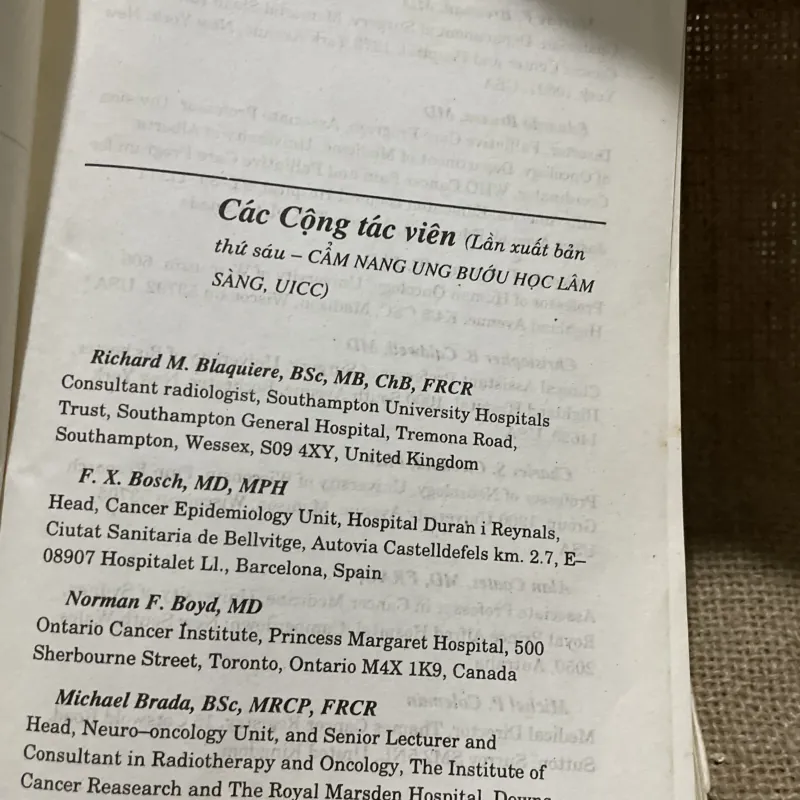 Các Cộng tác viên (Lần xuất bản
thứ sáu – CẨM NANG UNG BƯỚU HỌC LÂM
SÀNG, UICC)
Richard M. Blaquiere, BSc, MB, ChB, FRCR
Consultant radiologist, Southampton University Hospitals
Trust, Southampton General Hospital, Tremona Road,
Southampton, Wessex, S09 4XY, United Kingdom
F. X. Bosch, MD, MPH
Head, Cancer Epidemiology Unit, Hospital Durah i Reynals,
Ciutat Sanitaria de Bellvitge, Autovia Castelldefels km. 2.7, E–
08907 Hospitalet Ll., Barcelona, Spain
Norman F. Boyd, MD
Ontario Cancer Institute, Princess Margaret Hospital, 500
Sherbourne Street, Toronto, Ontario M4X 1K9, Canada
Michael Brada, BSc, MRCP, FRCR
Head, Neuro–oncology Unit, and Senior Lecturer and
Consultant in Radiotherapy and Oncology, The Institute of
Cancer Reasearch and The Royal Marsden Hospital, Downs